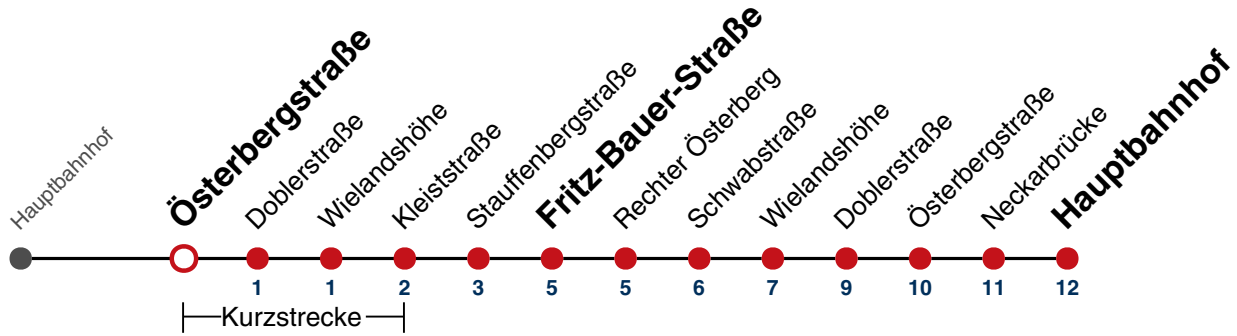 Hauptbahnhof
Österbergstraße
Doblerstraße
Wielandshöhe
Kleiststraße
Stauffenbergstraße
Fritz-Bauer-Straße
Rechter Österberg
Schwabstraße
Wielandshöhe
Doblerstraße
Österbergstraße
Neckarbrücke
Hauptbahnhof
1 1 2 3 5 5 6 7 9 10 11 12
Kurzstrecke